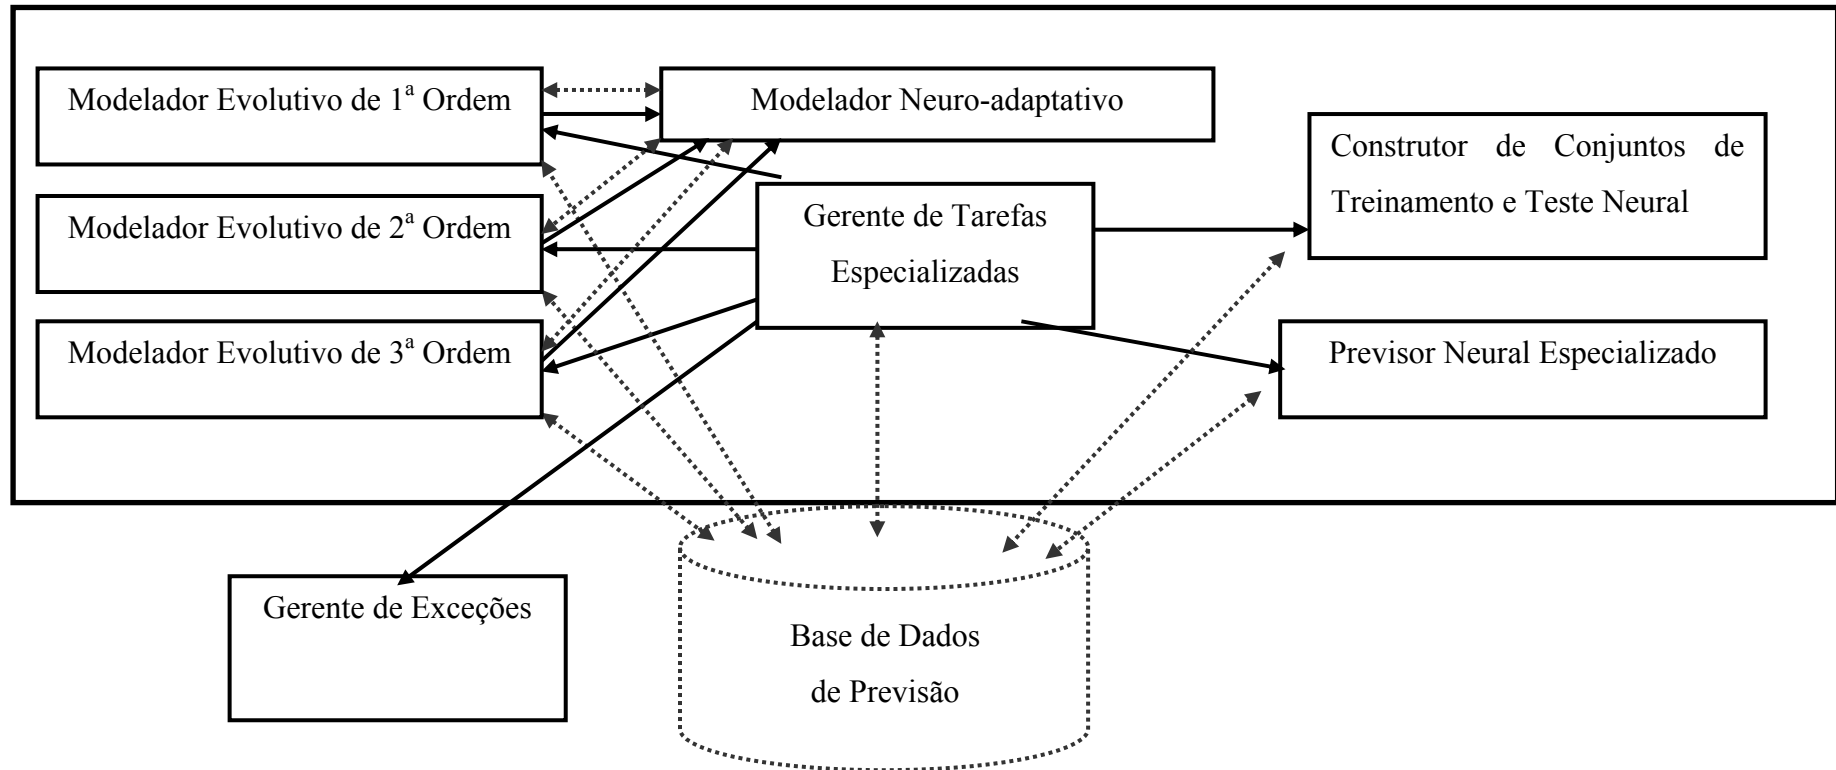 Modelador Evolutivo de 1ª Ordem
Modelador Neuro-adaptativo
Construtor de Conjuntos de
Treinamento e Teste Neural
Modelador Evolutivo de 2ª Ordem
Gerente de Tarefas
Especializadas
Modelador Evolutivo de 3ª Ordem
Previsor Neural Especializado
Gerente de Exceções
Base de Dados
de Previsão